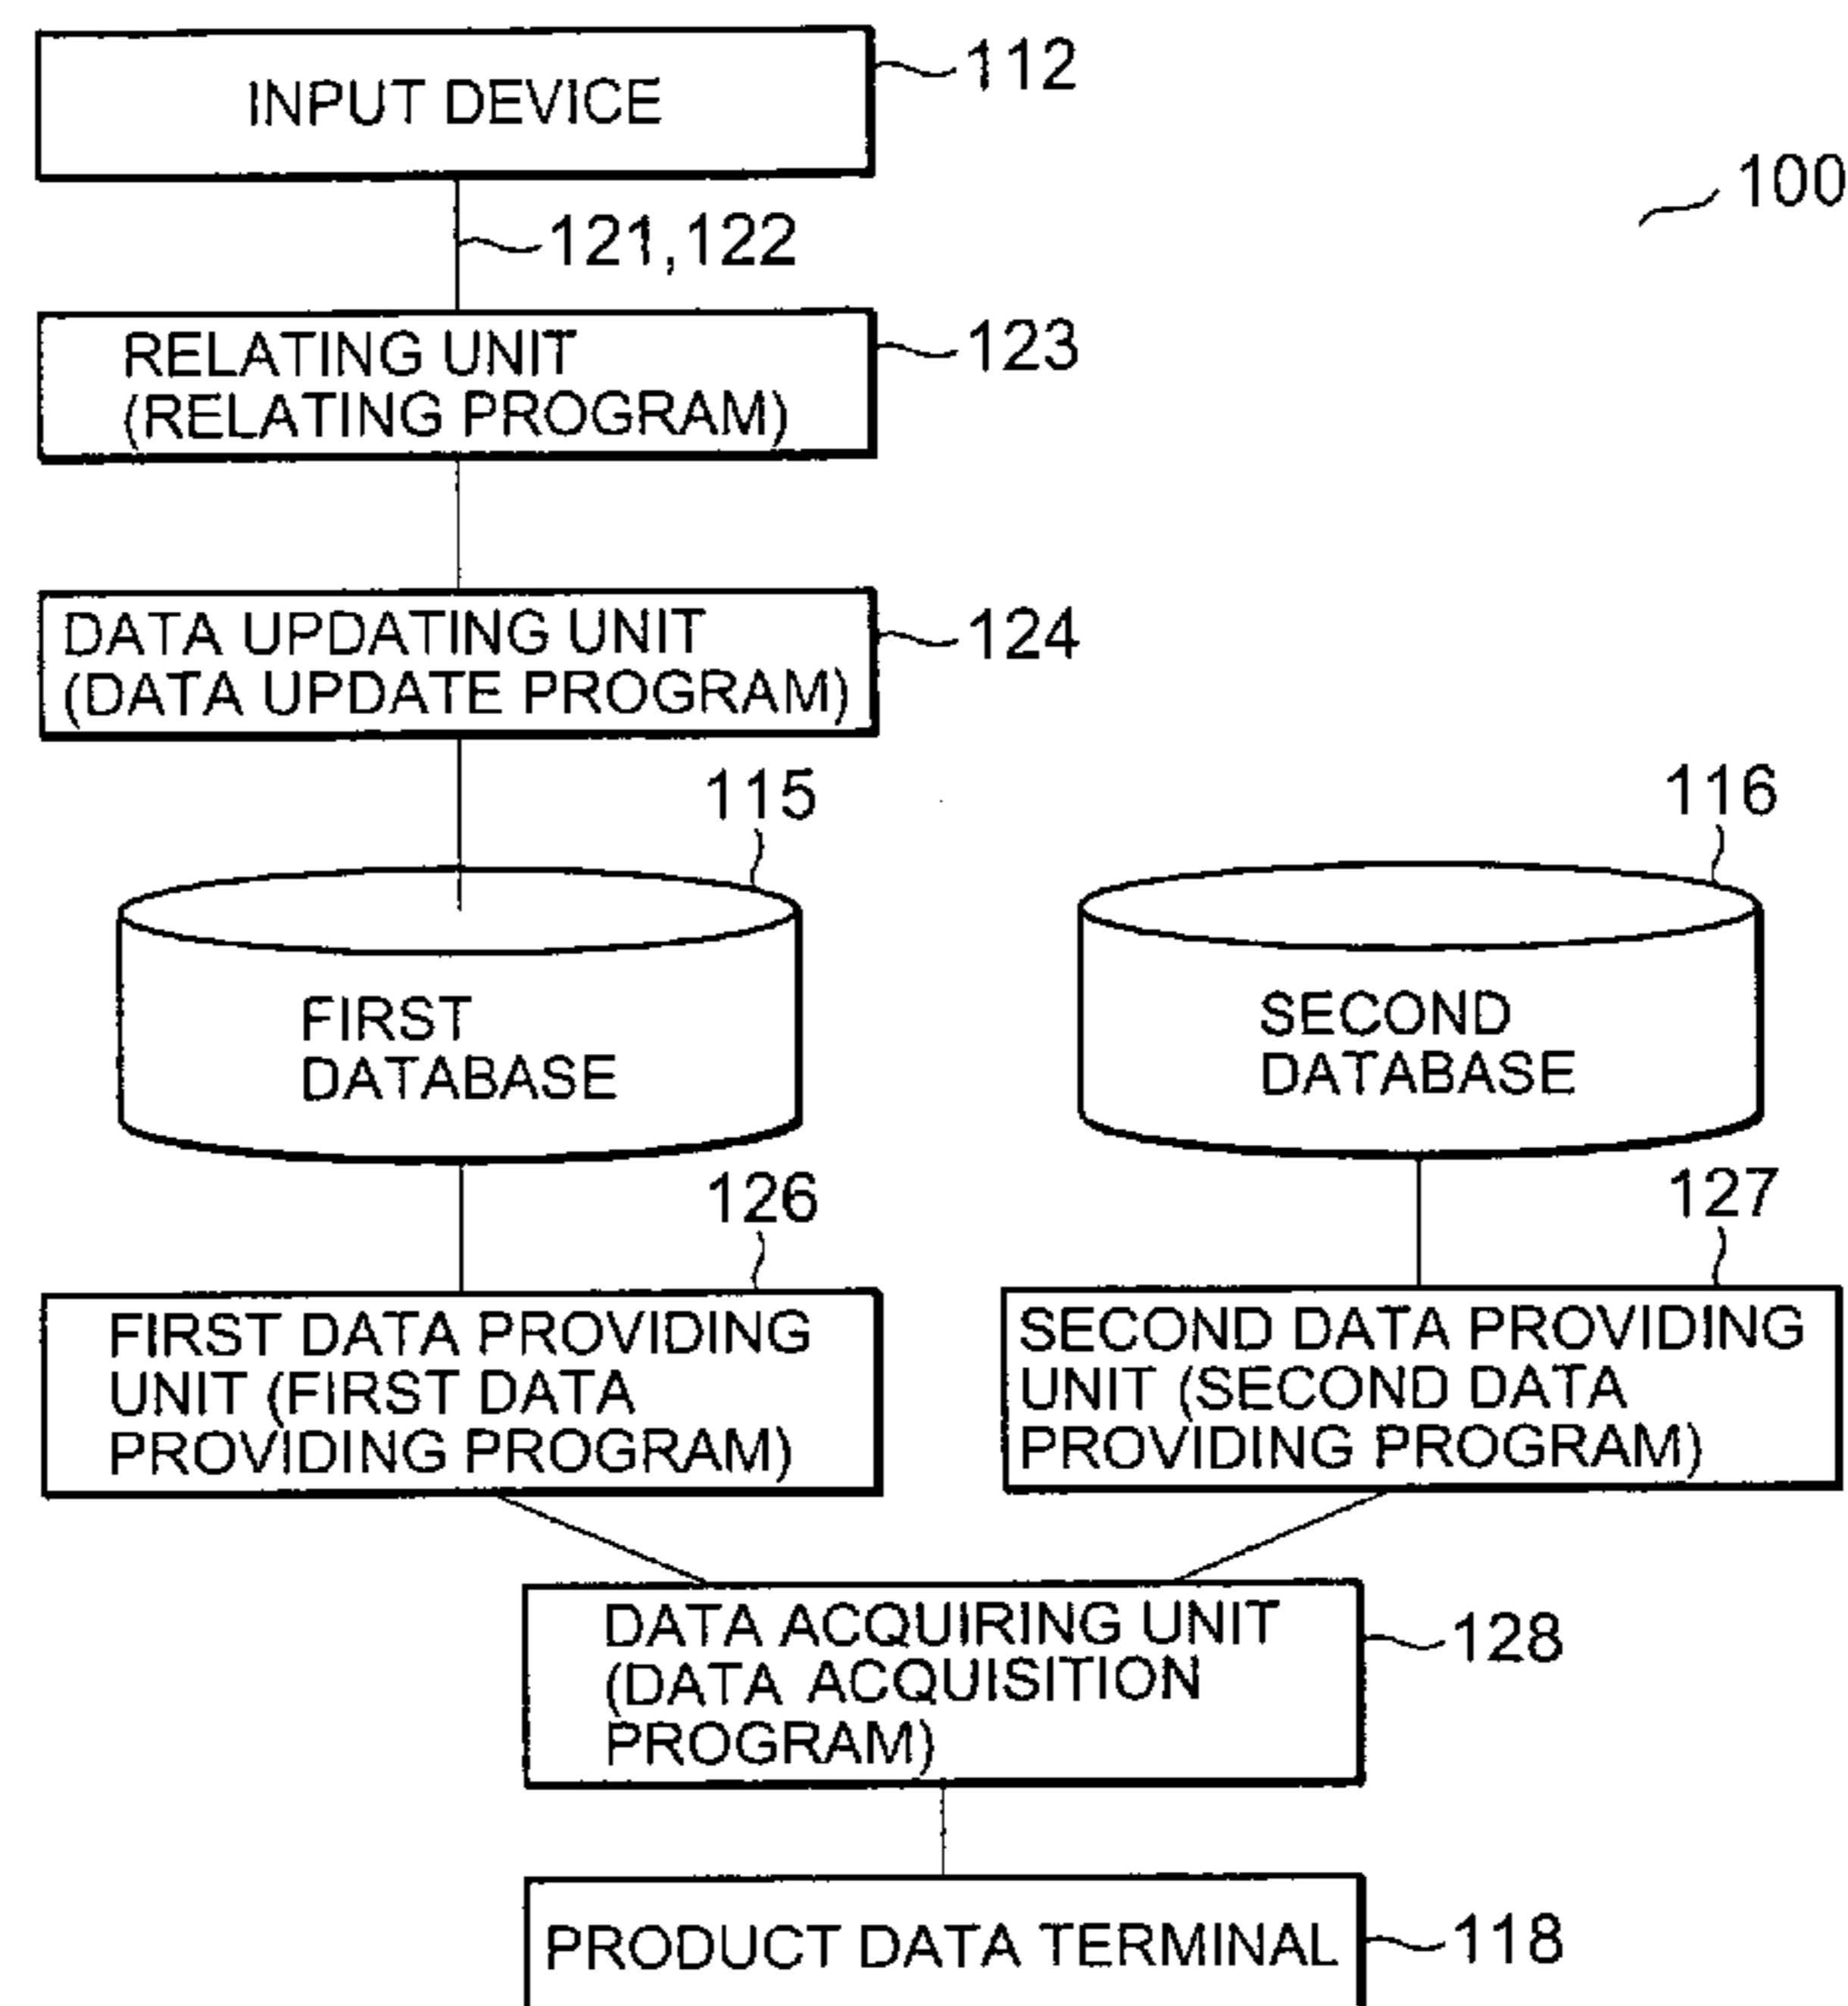 INPUT DEVICE
112
100
121,122
RELATING UNIT
(RELATING PROGRAM)
123
DATA UPDATING UNIT
(DATA UPDATE PROGRAM)
124
115
116
FIRST
DATABASE
SECOND
DATABASE
126
127
FIRST DATA PROVIDING
UNIT (FIRST DATA
PROVIDING PROGRAM)
SECOND DATA PROVIDING
UNIT (SECOND DATA
PROVIDING PROGRAM)
DATA ACQUIRING UNIT
(DATA ACQUISITION
PROGRAM)
128
PRODUCT DATA TERMINAL
118